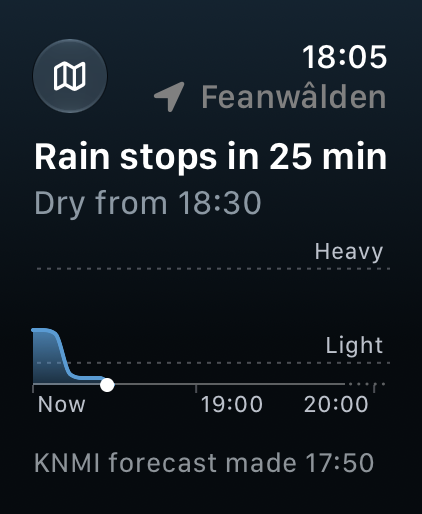 18:05
Feanwâlden
Rain stops in 25 min
Dry from 18:30
Heavy
Light
Now 19:00 20:00
KNMI forecast made 17:50